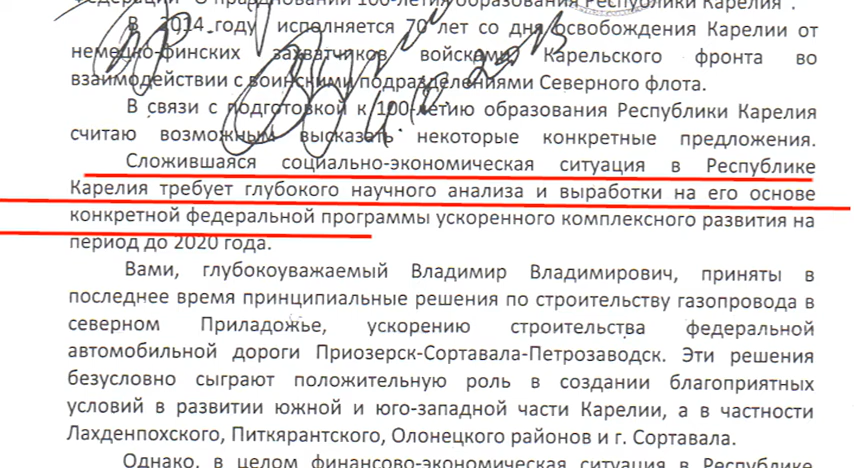 Федерации "О праздновании 100-летия образования Республики Карелия".
В 2014 году исполняется 70 лет со дня освобождения Карелии от
немецко-финских захватчиков войсками Карельского фронта во
взаимодействии с воинскими подразделениями Северного флота.
В связи с подготовкой к 100-летию образования Республики Карелия
считаю возможным высказать некоторые конкретные предложения.
Сложившаяся социально-экономическая ситуация в Республике
Карелия требует глубокого научного анализа и выработки на его основе
конкретной федеральной программы ускоренного комплексного развития на
период до 2020 года.
Вами, глубокоуважаемый Владимир Владимирович, приняты в
последнее время принципиальные решения по строительству газопровода в
северном Приладожье, ускорению строительства федеральной
автомобильной дороги Приозерск-Сортавала-Петрозаводск. Эти решения
безусловно сыграют положительную роль в создании благоприятных
условий в развитии южной и юго-западной части Карелии, а в частности
Лахденпохского, Питкярантского, Олонецкого районов и г. Сортавала.
Однако, в целом финансово-экономическая ситуация в Республике